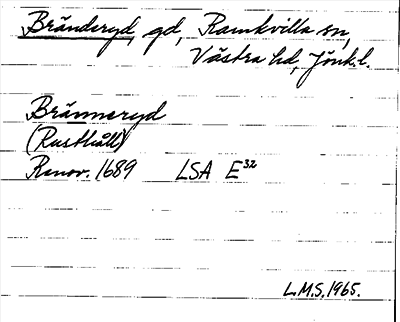 Bränderyd, gd, Ramkvilla sn,
Västra hd, Jönk.l.
Bränneryd
(Rusthåll)
Renov. 1689 LSA E³²
L.M.S. 1965.